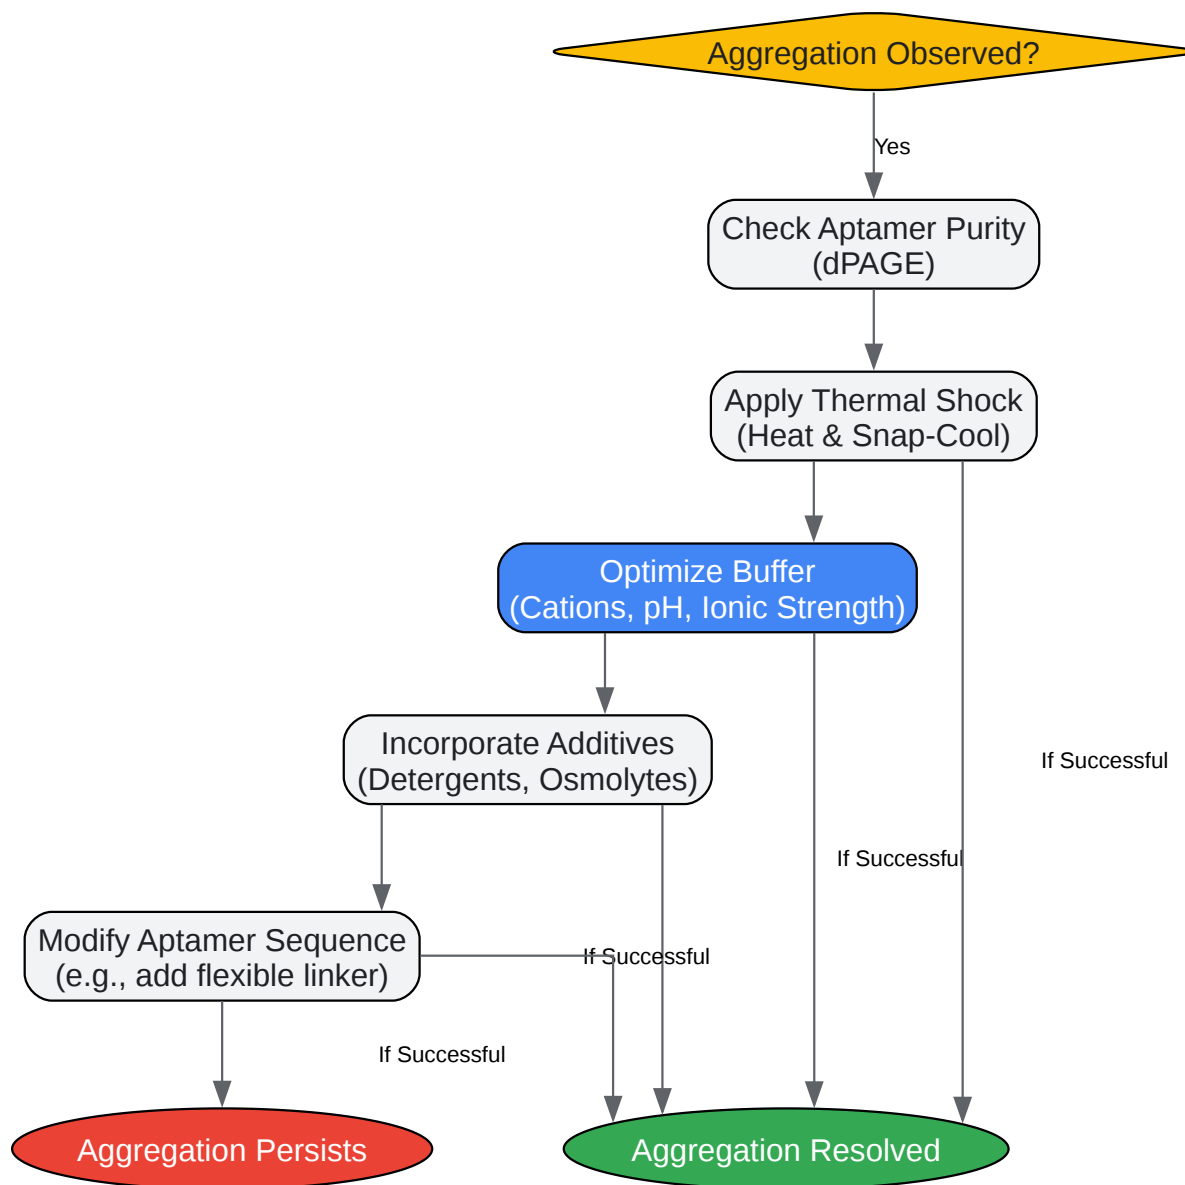 Aggregation Observed?
Yes
Check Aptamer Purity
(dPAGE)
Apply Thermal Shock
(Heat & Snap-Cool)
Optimize Buffer
(Cations, pH, Ionic Strength)
Incorporate Additives
(Detergents, Osmolytes)
If Successful
If Successful
Modify Aptamer Sequence
(e.g., add flexible linker)
If Successful
If Successful
Aggregation Persists
Aggregation Resolved